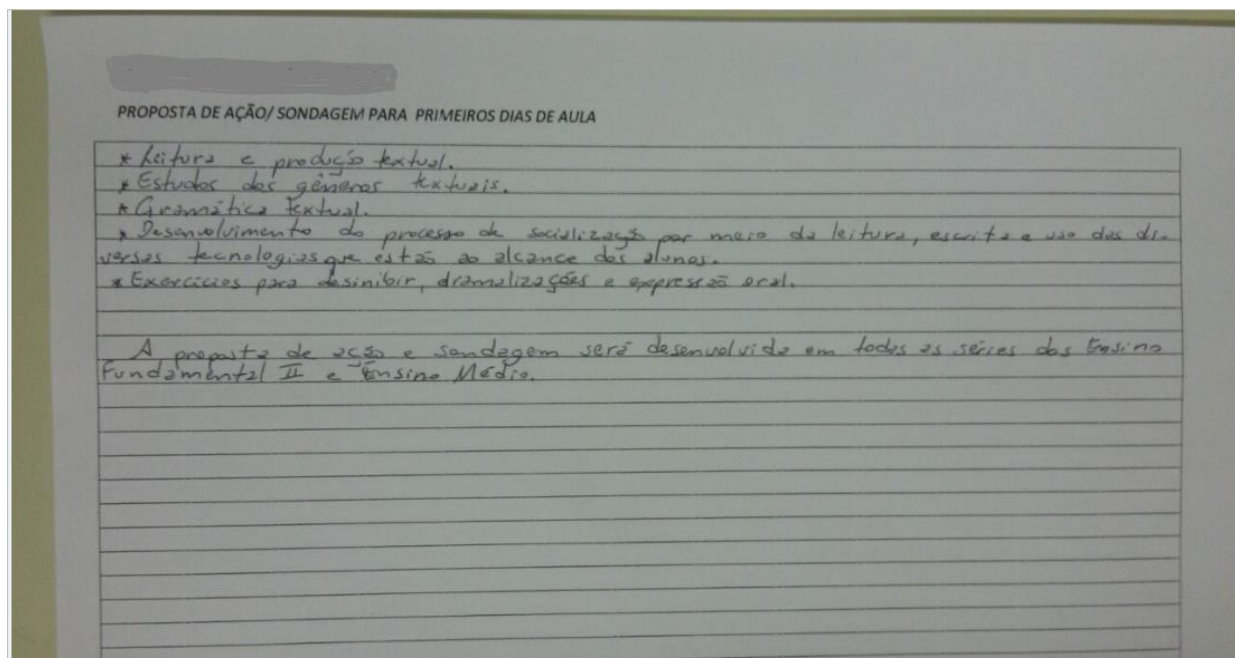 PROPOSTA DE AÇÃO/ SONDAGEM PARA PRIMEIROS DIAS DE AULA
* Leitura e produção textual.
* Estudos dos gêneros textuais.
* Gramática textual.
* Desenvolvimento do processo de socialização por meio da leitura, escrita e uso das di-
versas tecnologias que estão ao alcance dos alunos.
* Exercícios para desinibir, dramatizações e expressão oral.
A proposta de ação e sondagem será desenvolvida em todas as séries dos Ensino
Fundamental II e Ensino Médio.